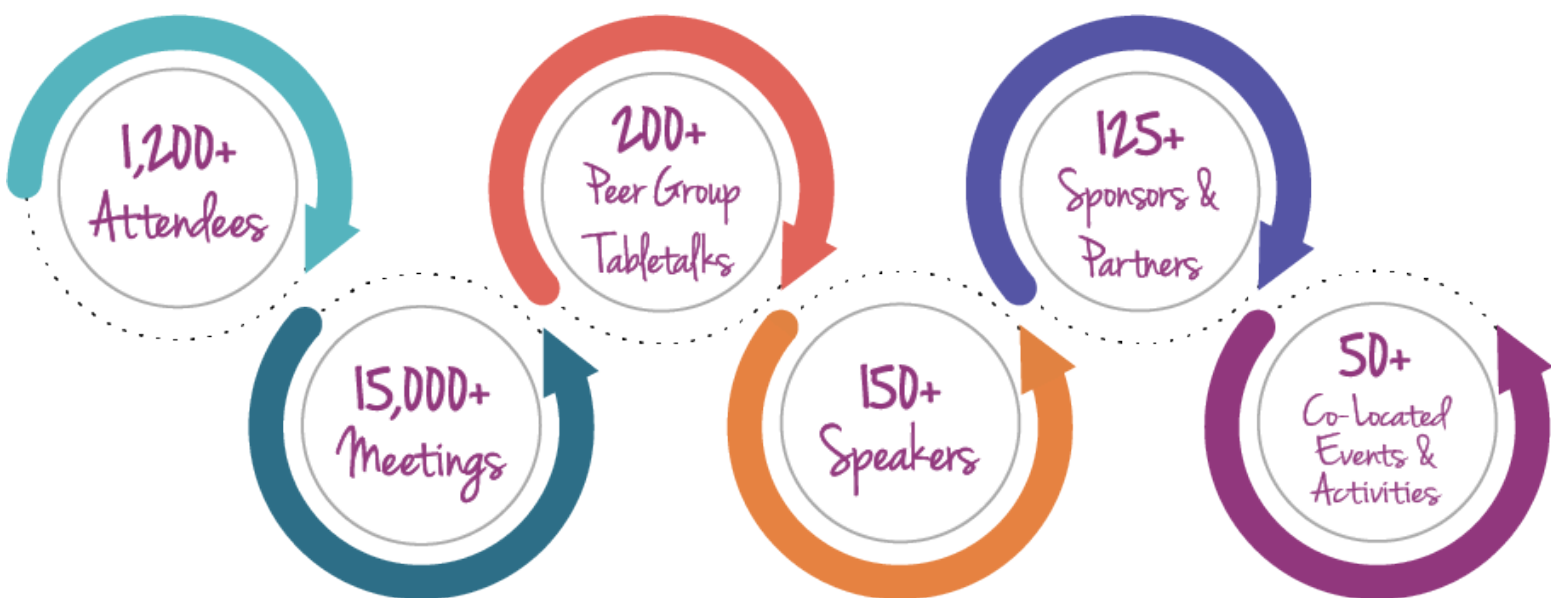 1,200+
Attendees
15,000+
Meetings
200+
Peer Group
Tabletalks
150+
Speakers
125+
Sponsors &
Partners
50+
Co-Located
Events &
Activities